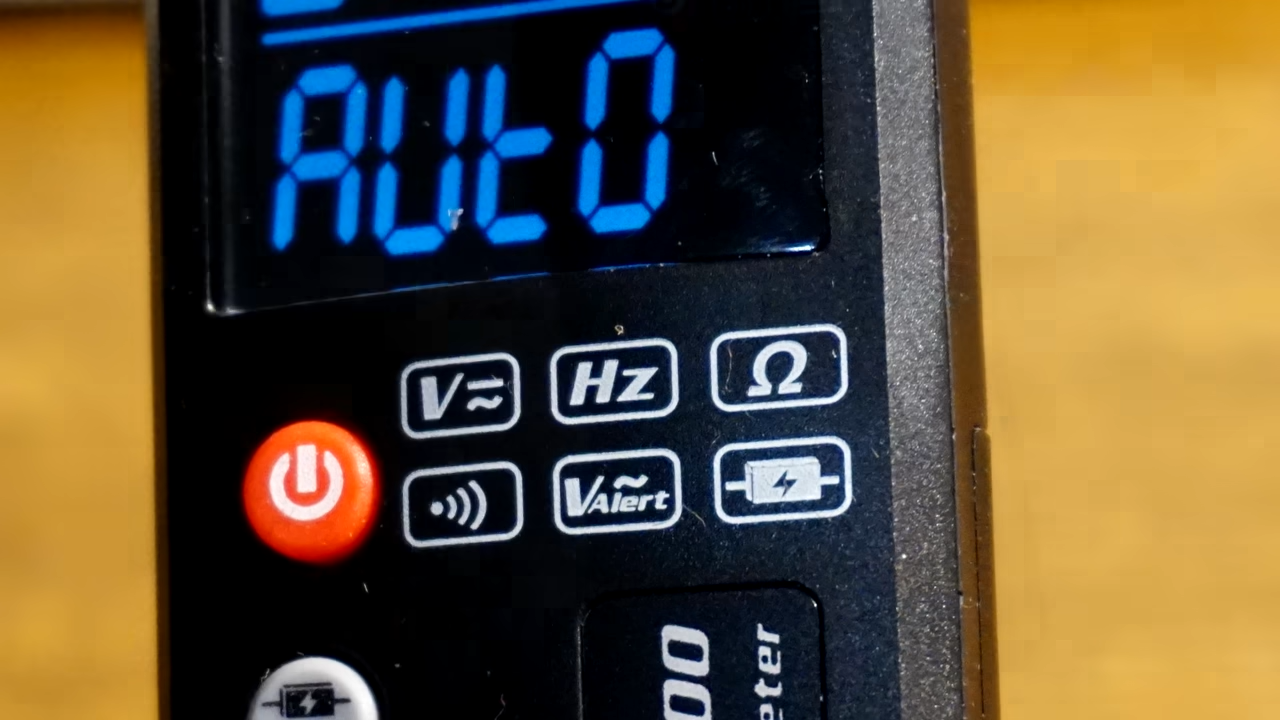 AUtO
V Hz Ω
VAlert
00
eter